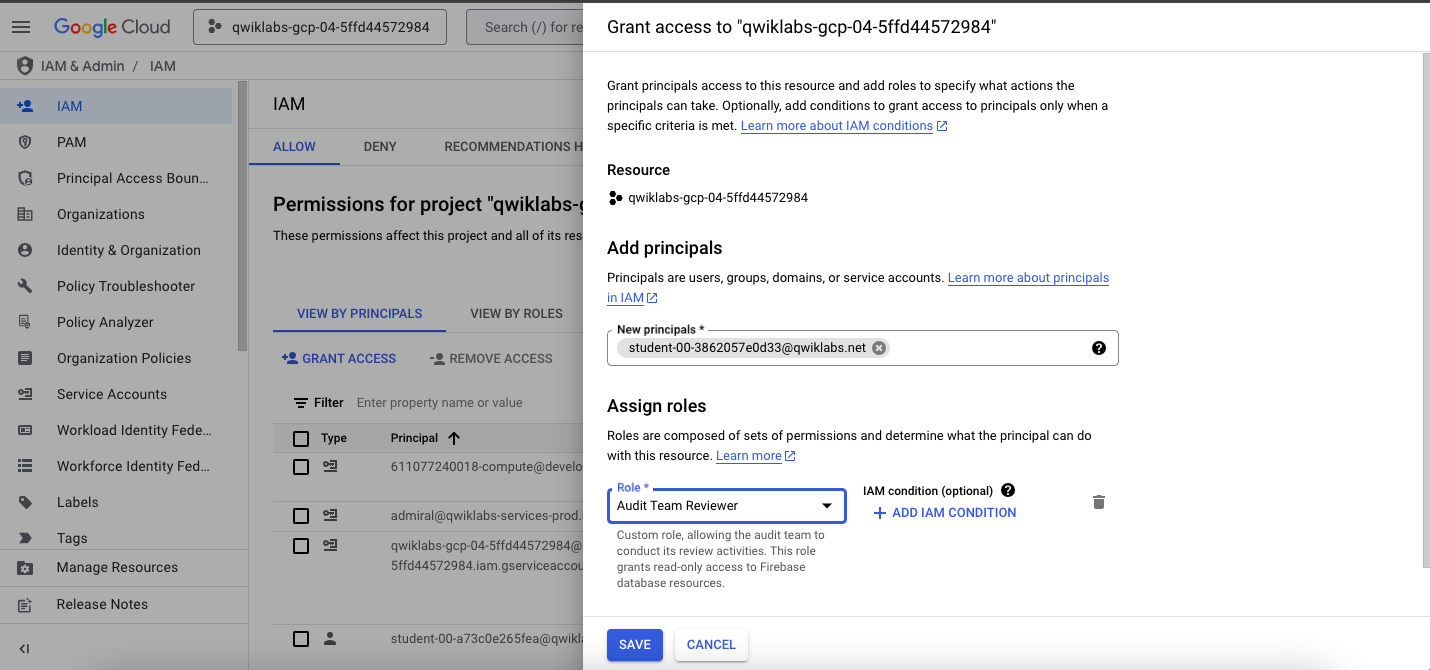 Google Cloud
qwiklabs-gcp-04-5ffd44572984
Search (/) for re
IAM & Admin / IAM
IAM
PAM
Principal Access Boun...
Organizations
Identity & Organization
Policy Troubleshooter
Policy Analyzer
Organization Policies
Service Accounts
Workload Identity Fede...
Workforce Identity Fed...
Labels
Tags
Manage Resources
Release Notes
IAM
ALLOW
DENY
RECOMMENDATIONS H
Permissions for project "qwiklabs-g
These permissions affect this project and all of its res
VIEW BY PRINCIPALS
VIEW BY ROLES
GRANT ACCESS
REMOVE ACCESS
Filter
Enter property name or value
Type
Principal
611077240018-compute@develo
admiral@qwiklabs-services-prod.
qwiklabs-gcp-04-5ffd44572984@
5ffd44572984.iam.gserviceaccou
student-00-a73c0e265fea@qwikla
Grant access to "qwiklabs-gcp-04-5ffd44572984"
Grant principals access to this resource and add roles to specify what actions the
principals can take. Optionally, add conditions to grant access to principals only when a
specific criteria is met. Learn more about IAM conditions
Resource
qwiklabs-gcp-04-5ffd44572984
Add principals
Principals are users, groups, domains, or service accounts. Learn more about principals
in IAM
New principals *
student-00-3862057e0d33@qwiklabs.net
Assign roles
Roles are composed of sets of permissions and determine what the principal can do
with this resource. Learn more
Role *
Audit Team Reviewer
Custom role, allowing the audit team to
conduct its review activities. This role
grants read-only access to Firebase
database resources.
IAM condition (optional)
ADD IAM CONDITION
SAVE
CANCEL